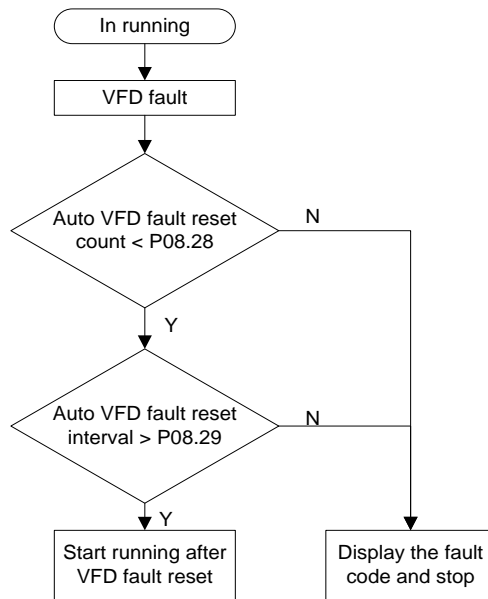 In running
VFD fault
Auto VFD fault reset
count < P08.28
N
Y
Auto VFD fault reset
interval > P08.29
N
Y
Start running after
VFD fault reset
Display the fault
code and stop